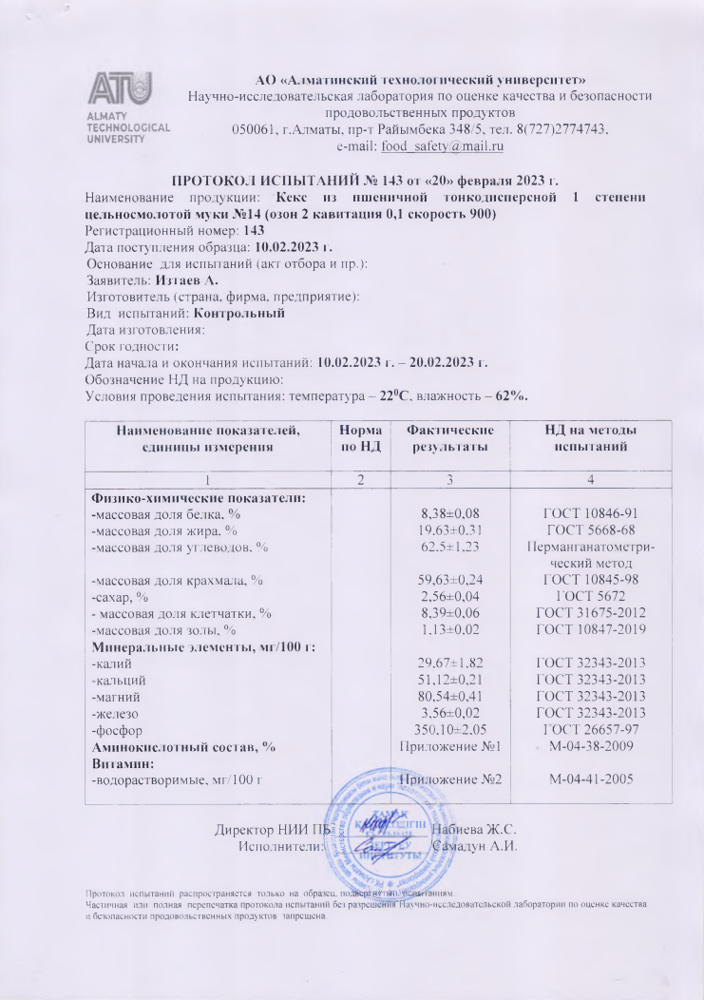 ATU
ALMATY
TECHNOLOGICAL
UNIVERSITY
АО «Алматинский технологический университет»
Научно-исследовательская лаборатория по оценке качества и безопасности
продовольственных продуктов
050061, г.Алматы, пр-т Райымбека 348/5, тел. 8(727)2774743,
e-mail: food_safety@mail.ru
ПРОТОКОЛ ИСПЫТАНИЙ № 143 от «20» февраля 2023 г.
Наименование продукции: Кекс из пшеничной тонкодисперсной 1 степени
цельносмолотой муки №14 (озон 2 кавитация 0,1 скорость 900)
Регистрационный номер: 143
Дата поступления образца: 10.02.2023 г.
Основание для испытаний (акт отбора и пр.):
Заявитель: Изтаев А.
Изготовитель (страна, фирма, предприятие):
Вид испытаний: Контрольный
Дата изготовления:
Срок годности:
Дата начала и окончания испытаний: 10.02.2023 г. – 20.02.2023 г.
Обозначение НД на продукцию:
Условия проведения испытания: температура – 22⁰С, влажность – 62%.
Наименование показателей, Норма Фактические НД на методы
единицы измерения по НД результаты испытаний
1 2 3 4
Физико-химические показатели:
-массовая доля белка, % 8,38±0,08 ГОСТ 10846-91
-массовая доля жира, % 19,63±0,31 ГОСТ 5668-68
-массовая доля углеводов, % 62,5±1,23 Перманганатометри-
ческий метод
-массовая доля крахмала, % 59,63±0,24 ГОСТ 10845-98
-сахар, % 2,56±0,04 ГОСТ 5672
- массовая доля клетчатки, % 8,39±0,06 ГОСТ 31675-2012
-массовая доля золы, % 1,13±0,02 ГОСТ 10847-2019
Минеральные элементы, мг/100 г:
-калий 29,67±1,82 ГОСТ 32343-2013
-кальций 51,12±0,21 ГОСТ 32343-2013
-магний 80,54±0,41 ГОСТ 32343-2013
-железо 3,56±0,02 ГОСТ 32343-2013
-фосфор 350,10±2,05 ГОСТ 26657-97
Аминокислотный состав, % Приложение №1 М-04-38-2009
Витамин:
-водорастворимые, мг/100 г Приложение №2 М-04-41-2005
Директор НИИ ПБ Набиева Ж.С.
Исполнители: Самадун А.И.
Протокол испытаний распространяется только на образец, подвергнутый испытаниям.
Частичная или полная перепечатка протокола испытаний без разрешения Научно-исследовательской лаборатории по оценке качества
и безопасности продовольственных продуктов запрещена.